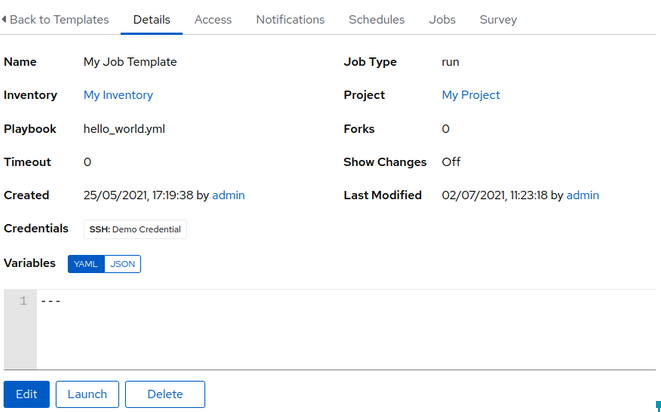 Back to Templates Details Access Notifications Schedules Jobs Survey
Name My Job Template Job Type run
Inventory My Inventory Project My Project
Playbook hello_world.yml Forks 0
Timeout 0 Show Changes Off
Created 25/05/2021, 17:19:38 by admin Last Modified 02/07/2021, 11:23:18 by admin
Credentials SSH: Demo Credential
Variables YAML JSON
1 ---
Edit Launch Delete